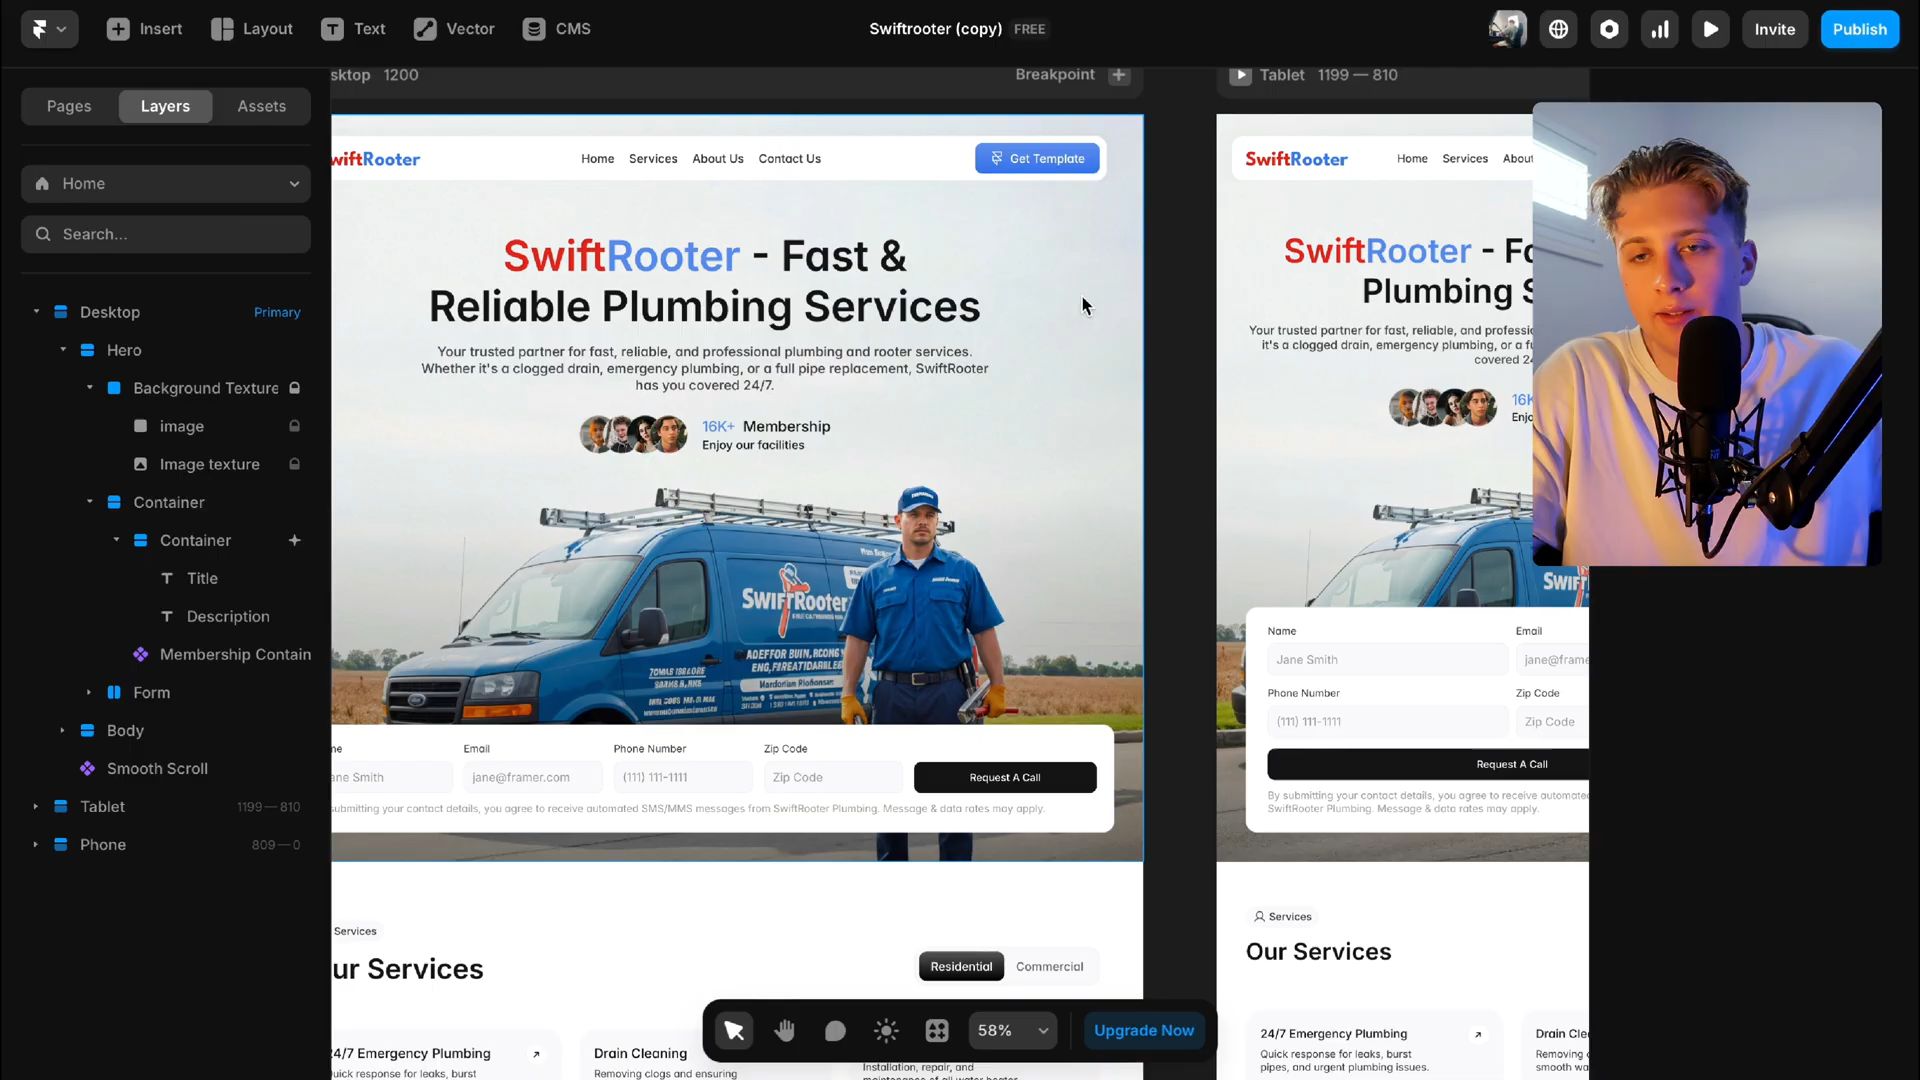 Insert
Layout
Text
Vector
CMS
Swiftrooter (copy) FREE
Invite
Publish
Pages
Layers
Assets
Home
Search...
Desktop
Primary
Hero
Background Texture
image
Image texture
Container
Container
Title
Description
Membership Contain
Form
Body
Smooth Scroll
Tablet
1199 — 810
Phone
809 — 0
sktop 1200
Breakpoint
wiftRooter
Home
Services
About Us
Contact Us
Get Template
SwiftRooter - Fast &
Reliable Plumbing Services
Your trusted partner for fast, reliable, and professional plumbing and rooter services.
Whether it's a clogged drain, emergency plumbing, or a full pipe replacement, SwiftRooter
has you covered 24/7.
16K+ Membership
Enjoy our facilities
SwiftRooter
me
Email
Phone Number
Zip Code
ane Smith
jane@framer.com
(111) 111-1111
Zip Code
Request A Call
submitting your contact details, you agree to receive automated SMS/MMS messages from SwiftRooter Plumbing. Message & data rates may apply.
Services
ur Services
Residential
Commercial
24/7 Emergency Plumbing
uick response for leaks, burst
Drain Cleaning
Removing clogs and ensuring
Installation, repair, and
Tablet 1199 — 810
SwiftRooter
Home
Services
About
SwiftRooter - Fa
Plumbing S
Your trusted partner for fast, reliable, and professio
it's a clogged drain, emergency plumbing, or a fu
covered 24
16K
Enjo
Name
Email
Jane Smith
jane@frame
Phone Number
Zip Code
(111) 111-1111
Zip Code
Request A Call
By submitting your contact details, you agree to receive automated
SwiftRooter Plumbing. Message & data rates may apply.
Services
Our Services
24/7 Emergency Plumbing
Quick response for leaks, burst
pipes, and urgent plumbing issues.
Drain Cle
Removing c
smooth wa
58%
Upgrade Now